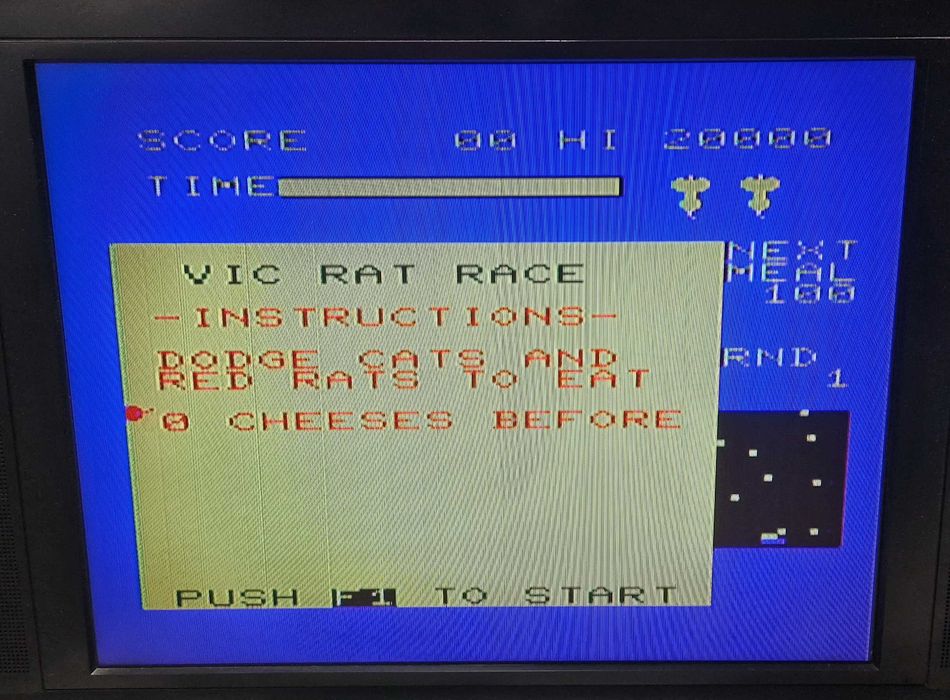 SCORE 00 HI 20000
TIME
NEXT
MEAL
100
VIC RAT RACE
-INSTRUCTIONS-
DODGE CATS AND
RED RATS TO EAT
0 CHEESES BEFORE
RND
1
PUSH F1 TO START